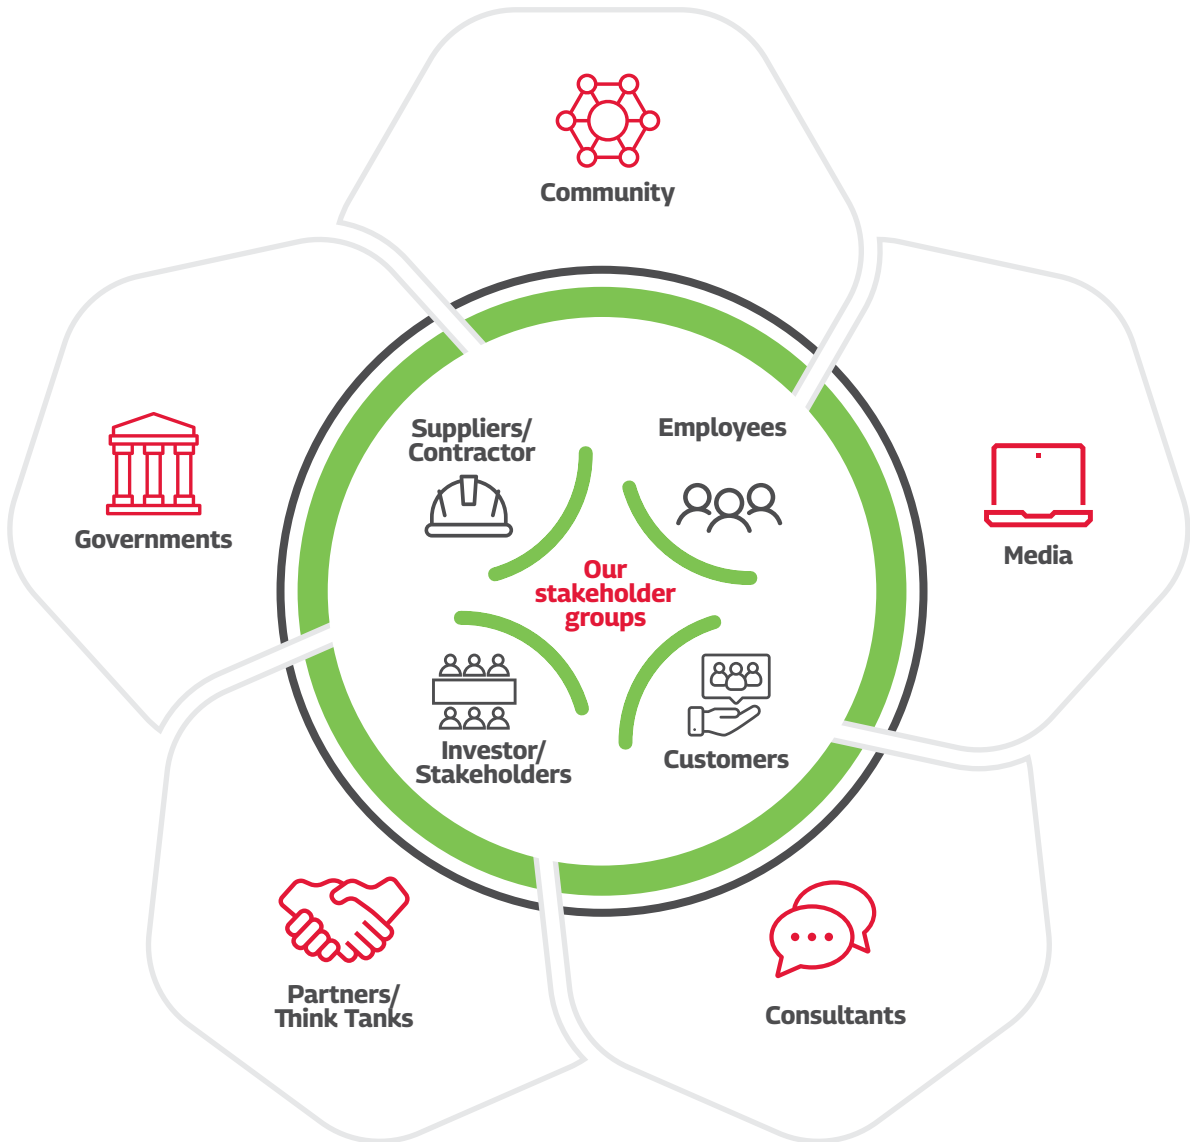 Community
Suppliers/
Contractor
Employees
Governments
Media
Our
stakeholder
groups
Investor/
Stakeholders
Customers
Partners/
Think Tanks
Consultants